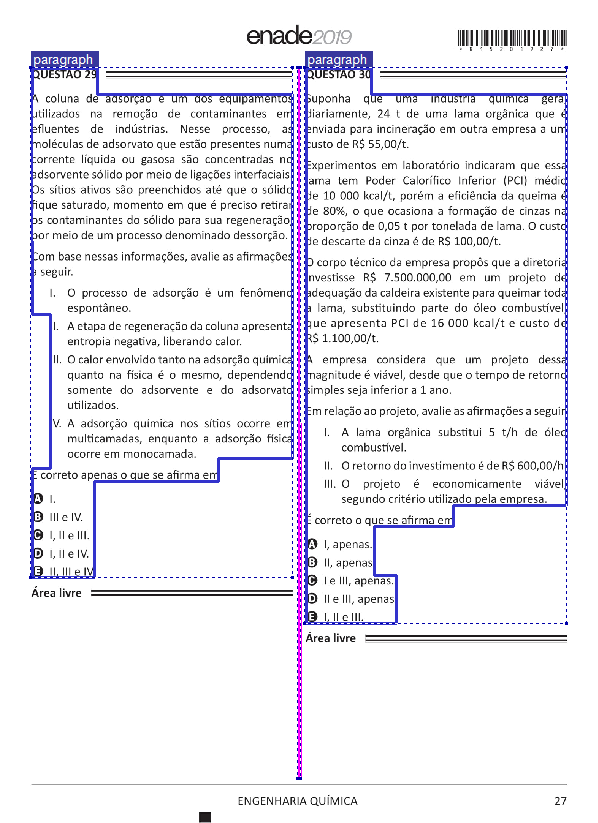 enade2019
paragraph
QUESTÃO 29
A coluna de adsorção é um dos equipamentos
utilizados na remoção de contaminantes em
efluentes de indústrias. Nesse processo, as
moléculas de adsorvato que estão presentes numa
corrente líquida ou gasosa são concentradas no
adsorvente sólido por meio de ligações interfaciais.
Os sítios ativos são preenchidos até que o sólido
fique saturado, momento em que é preciso retirar
os contaminantes do sólido para sua regeneração,
por meio de um processo denominado dessorção.
Com base nessas informações, avalie as afirmações
a seguir.
I. O processo de adsorção é um fenômeno
espontâneo.
II. A etapa de regeneração da coluna apresenta
entropia negativa, liberando calor.
III. O calor envolvido tanto na adsorção química
quanto na física é o mesmo, dependendo
somente do adsorvente e do adsorvato
utilizados.
IV. A adsorção química nos sítios ocorre em
multicamadas, enquanto a adsorção física
ocorre em monocamada.
É correto apenas o que se afirma em
A I.
B III e IV.
C I, II e III.
D I, II e IV.
E II, III e IV.
Área livre
paragraph
QUESTÃO 30
Suponha que uma indústria química gera,
diariamente, 24 t de uma lama orgânica que é
enviada para incineração em outra empresa a um
custo de R$ 55,00/t.
Experimentos em laboratório indicaram que essa
lama tem Poder Calorífico Inferior (PCI) médio
de 10 000 kcal/t, porém a eficiência da queima é
de 80%, o que ocasiona a formação de cinzas na
proporção de 0,05 t por tonelada de lama. O custo
de descarte da cinza é de R$ 100,00/t.
O corpo técnico da empresa propôs que a diretoria
investisse R$ 7.500.000,00 em um projeto de
adequação da caldeira existente para queimar toda
a lama, substituindo parte do óleo combustível,
que apresenta PCI de 16 000 kcal/t e custo de
R$ 1.100,00/t.
A empresa considera que um projeto dessa
magnitude é viável, desde que o tempo de retorno
simples seja inferior a 1 ano.
Em relação ao projeto, avalie as afirmações a seguir.
I. A lama orgânica substitui 5 t/h de óleo
combustível.
II. O retorno do investimento é de R$ 600,00/h.
III. O projeto é economicamente viável,
segundo critério utilizado pela empresa.
É correto o que se afirma em
A I, apenas.
B II, apenas.
C I e III, apenas.
D II e III, apenas.
E I, II e III.
Área livre
ENGENHARIA QUÍMICA
27